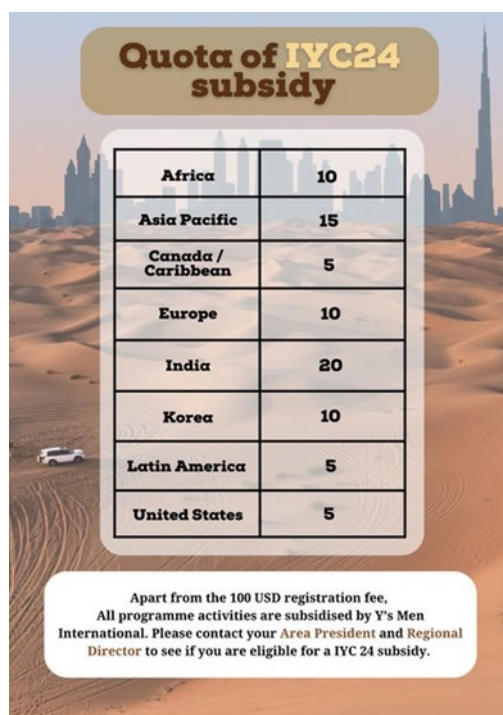 Quota of IYC24
subsidy
Africa 10
Asia Pacific 15
Canada /
Caribbean 5
Europe 10
India 20
Korea 10
Latin America 5
United States 5
Apart from the 100 USD registration fee,
All programme activities are subsidised by Y's Men
International. Please contact your Area President and Regional
Director to see if you are eligible for a IYC 24 subsidy.